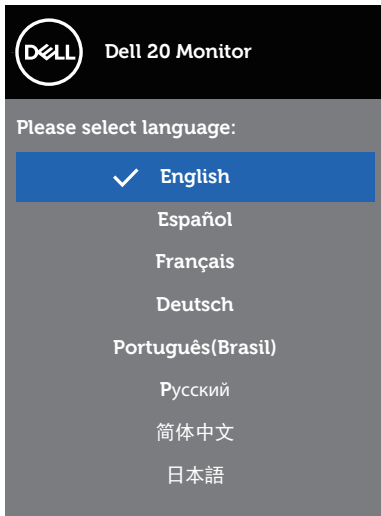 DELL Dell 20 Monitor
Please select language:
English
Español
Français
Deutsch
Português(Brasil)
Русский
简体中文
日本語